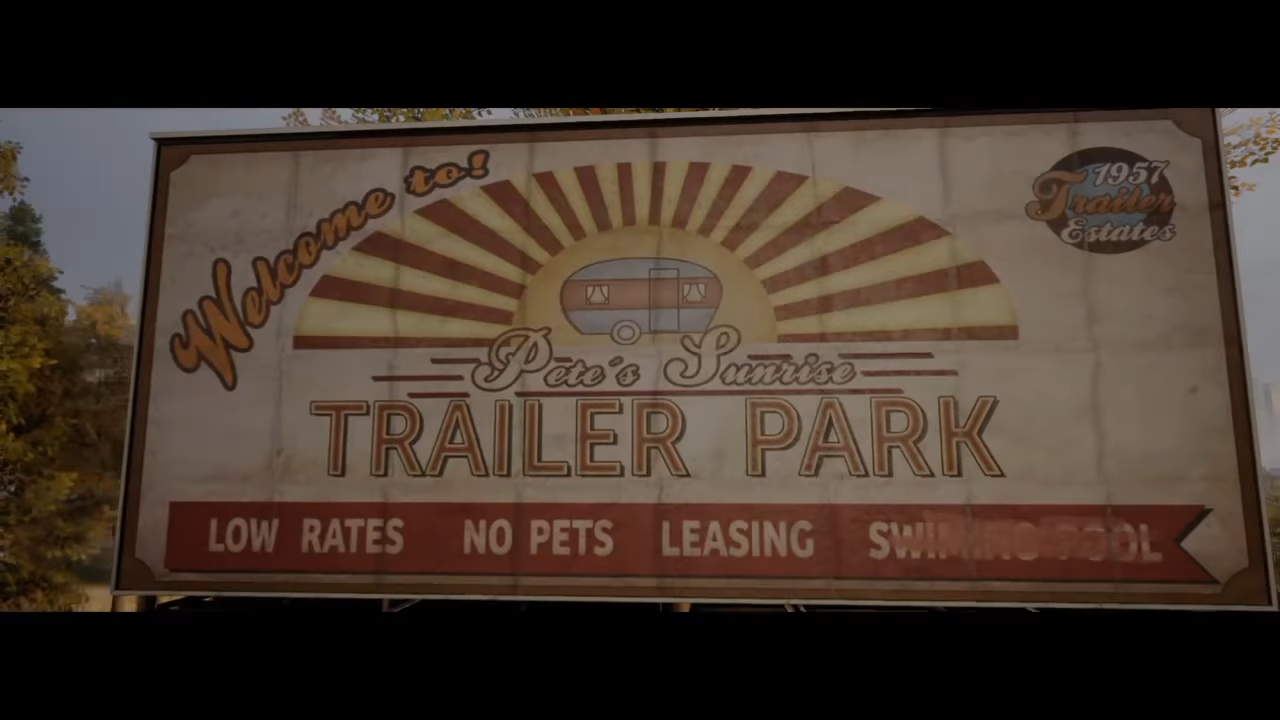 Welcome to!
1957
Trailer
Estates
Pete's Sunrise
TRAILER PARK
LOW RATES NO PETS LEASING